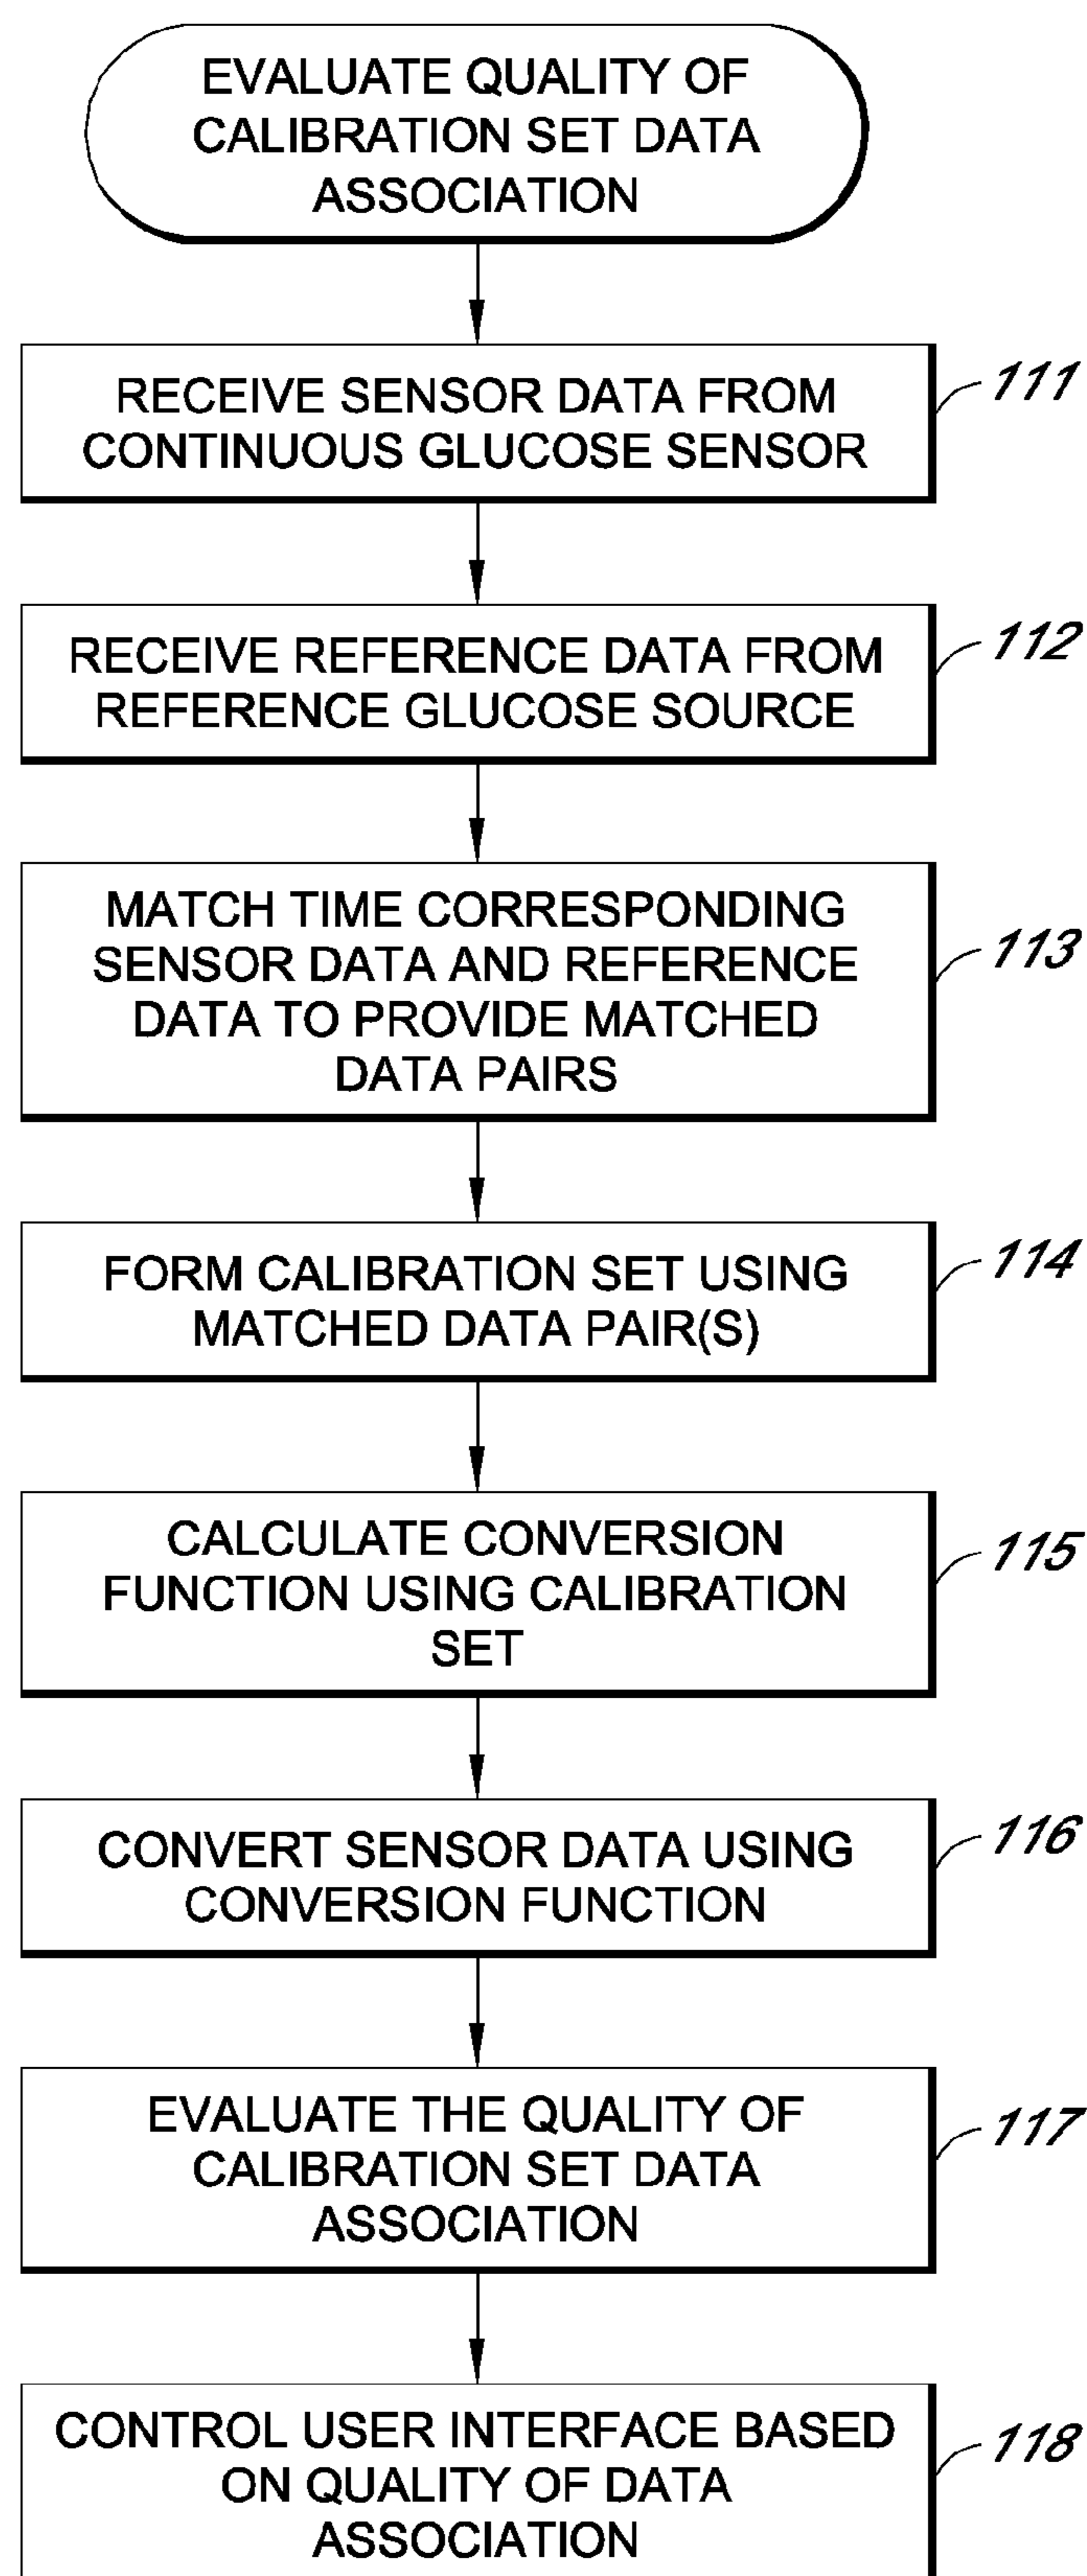 EVALUATE QUALITY OF
CALIBRATION SET DATA
ASSOCIATION
RECEIVE SENSOR DATA FROM
CONTINUOUS GLUCOSE SENSOR
111
RECEIVE REFERENCE DATA FROM
REFERENCE GLUCOSE SOURCE
112
MATCH TIME CORRESPONDING
SENSOR DATA AND REFERENCE
DATA TO PROVIDE MATCHED
DATA PAIRS
113
FORM CALIBRATION SET USING
MATCHED DATA PAIR(S)
114
CALCULATE CONVERSION
FUNCTION USING CALIBRATION
SET
115
CONVERT SENSOR DATA USING
CONVERSION FUNCTION
116
EVALUATE THE QUALITY OF
CALIBRATION SET DATA
ASSOCIATION
117
CONTROL USER INTERFACE BASED
ON QUALITY OF DATA
ASSOCIATION
118